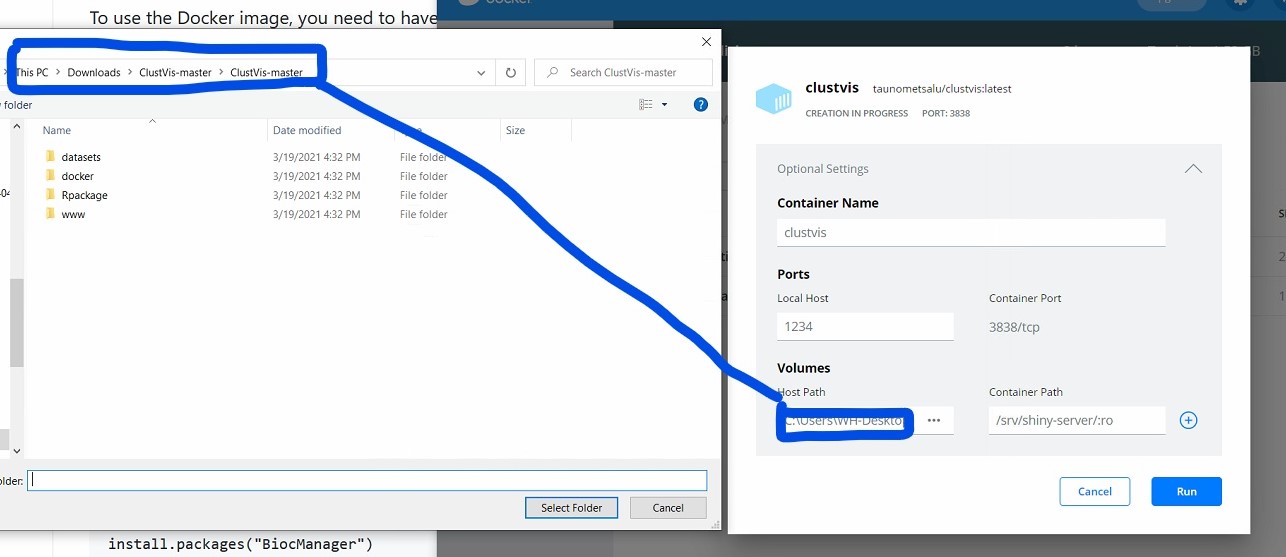 To use the Docker image, you need to have
This PC > Downloads > ClustVis-master > ClustVis-master
Search ClustVis-master
folder
Name Date modified Size
datasets 3/19/2021 4:32 PM File folder
docker 3/19/2021 4:32 PM File folder
Rpackage 3/19/2021 4:32 PM File folder
www 3/19/2021 4:32 PM File folder
older:
Select Folder Cancel
install.packages("BiocManager")
clustvis taunometsalu/clustvis:latest
CREATION IN PROGRESS PORT: 3838
Optional Settings
Container Name
clustvis
Ports
Local Host Container Port
1234 3838/tcp
Volumes
Host Path Container Path
C:\Users\WH-Deskto ••• /srv/shiny-server/:ro
Cancel Run